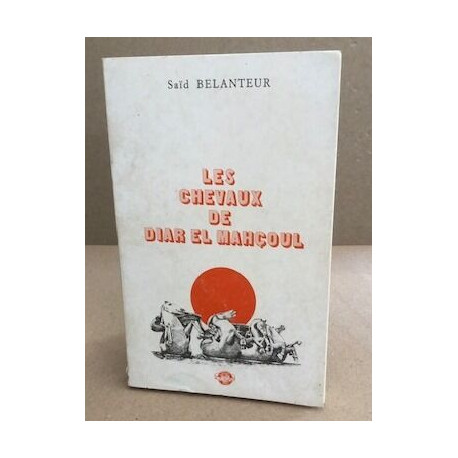 Saïd BELANTEUR
LES
CHEVAUX
DE
DIAR EL MAHÇOUL